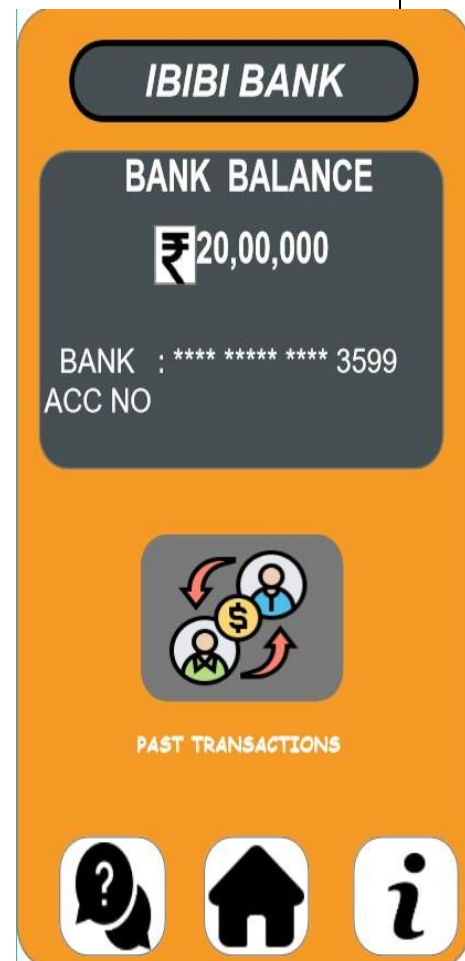 IBIBI BANK
BANK BALANCE
₹20,00,000
BANK : **** ***** **** 3599
ACC NO
$
PAST TRANSACTIONS
?
i